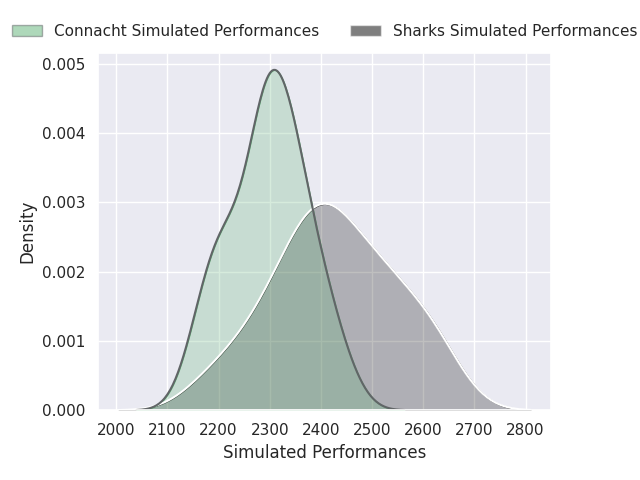 Connacht Simulated Performances Sharks Simulated Performances
0.005
0.004
0.003
0.002
0.001
0.000
Density
2000 2100 2200 2300 2400 2500 2600 2700 2800
Simulated Performances